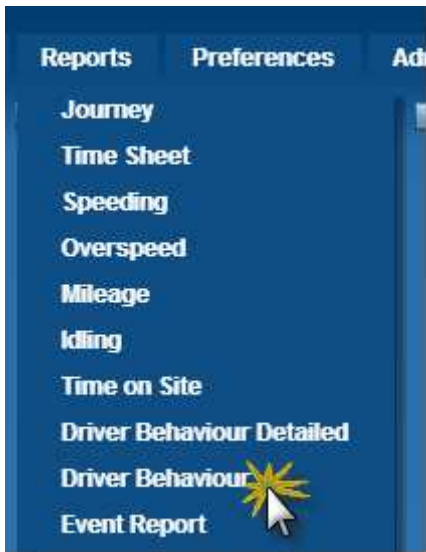 Reports Preferences
Journey
Time Sheet
Speeding
Overspeed
Mileage
Idling
Time on Site
Driver Behaviour Detailed
Driver Behaviour
Event Report